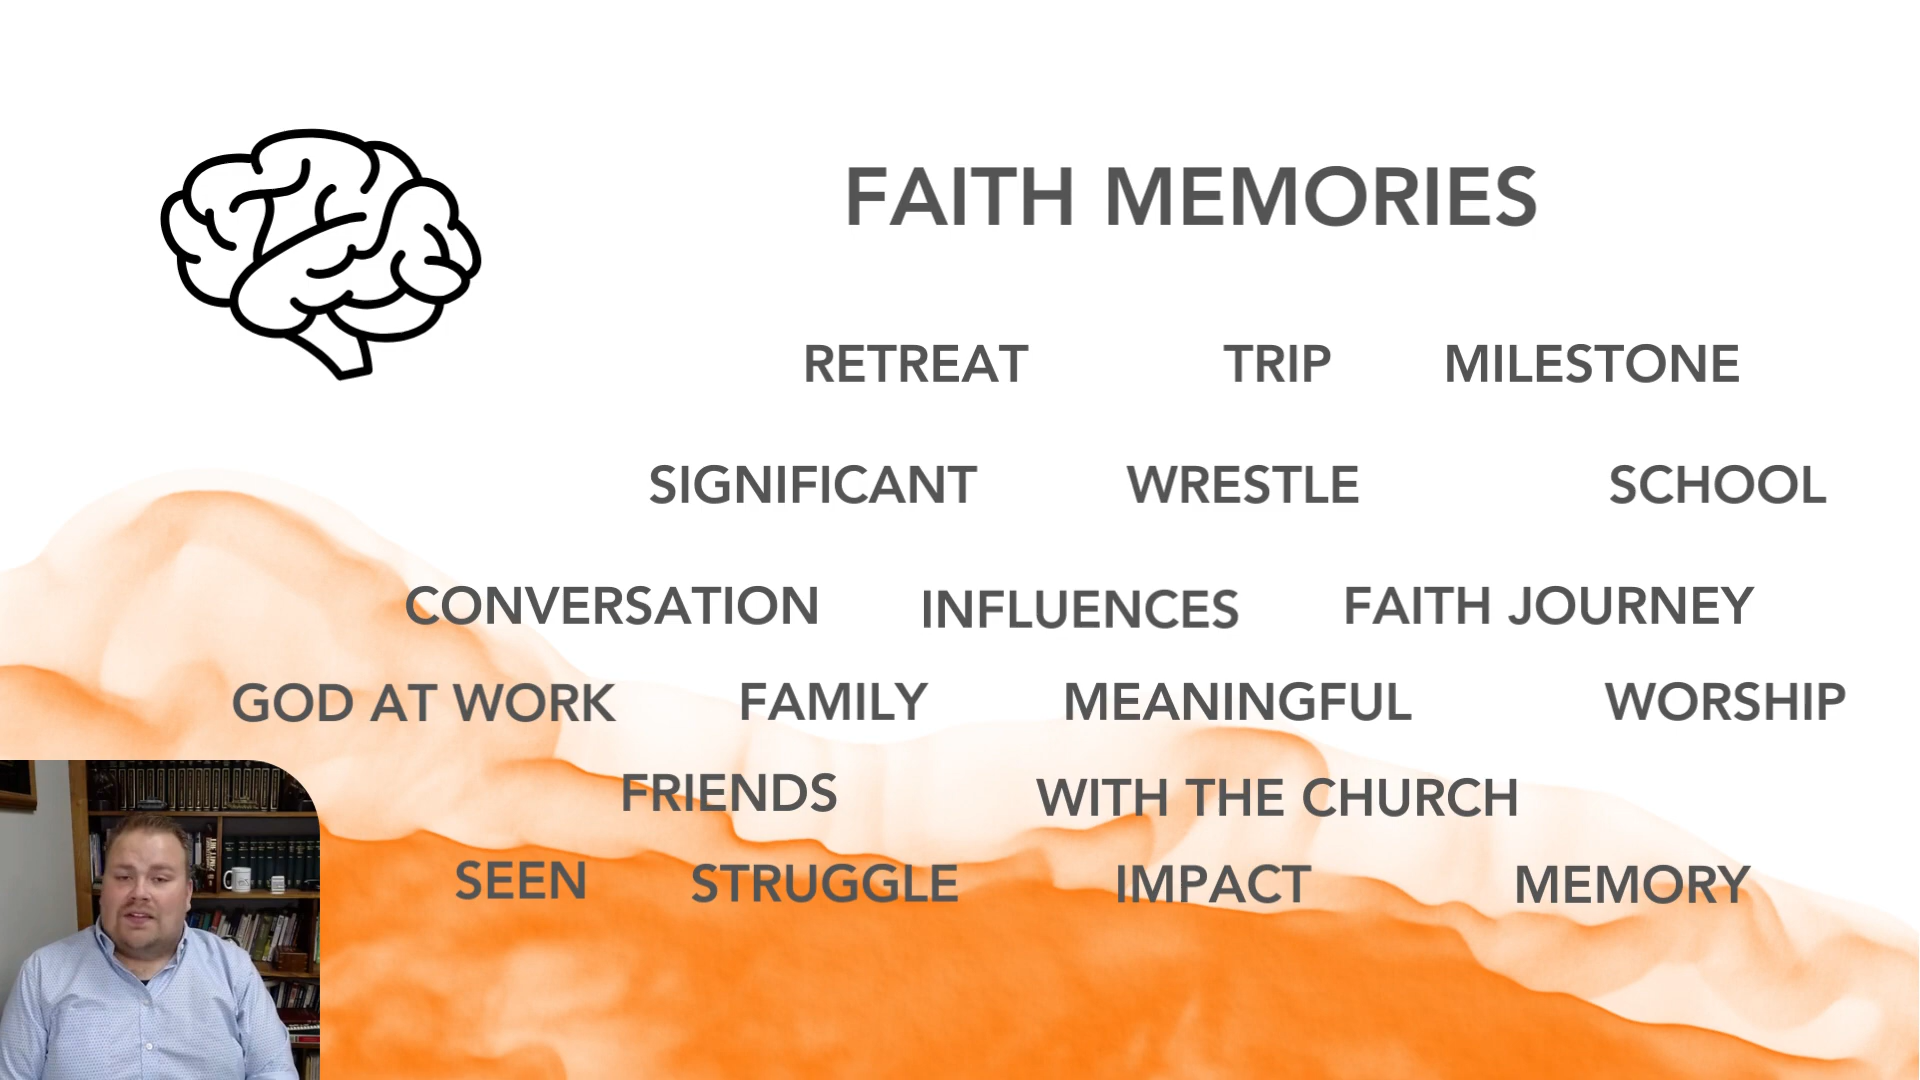 FAITH MEMORIES
RETREAT TRIP MILESTONE
SIGNIFICANT WRESTLE SCHOOL
CONVERSATION INFLUENCES FAITH JOURNEY
GOD AT WORK FAMILY MEANINGFUL WORSHIP
FRIENDS WITH THE CHURCH
SEEN STRUGGLE IMPACT MEMORY